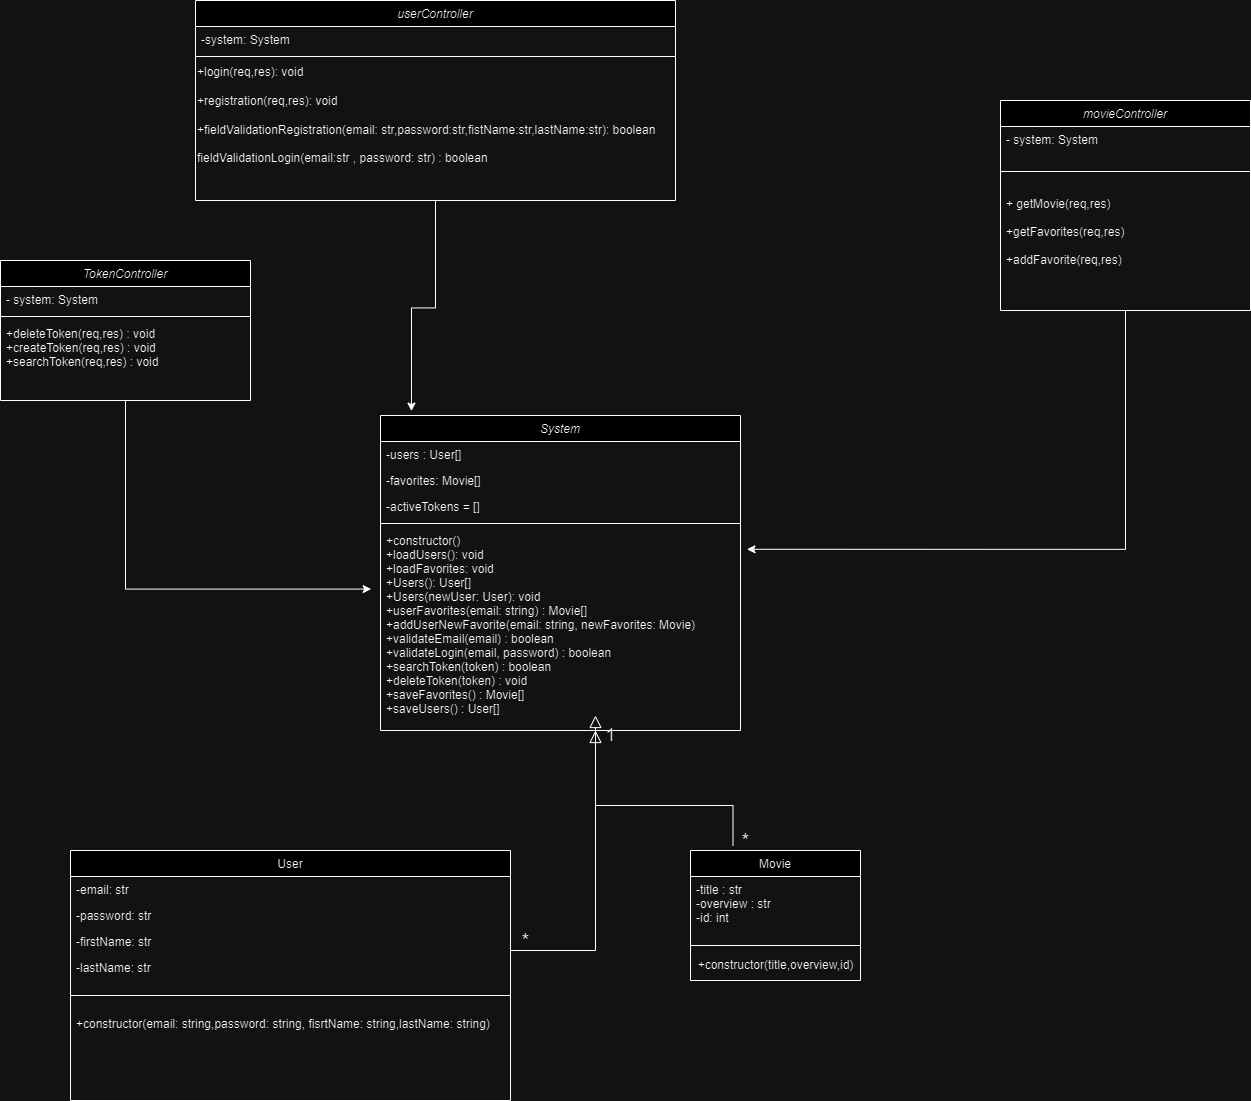 userController
-system: System
+login(req,res): void
+registration(req,res): void
+fieldValidationRegistration(email: str,password:str,fistName:str,lastName:str): boolean
fieldValidationLogin(email:str , password: str) : boolean
movieController
- system: System
+ getMovie(req,res)
+getFavorites(req,res)
+addFavorite(req,res)
TokenController
- system: System
+deleteToken(req,res) : void
+createToken(req,res) : void
+searchToken(req,res) : void
System
-users : User[]
-favorites: Movie[]
-activeTokens = []
+constructor()
+loadUsers(): void
+loadFavorites: void
+Users(): User[]
+Users(newUser: User): void
+userFavorites(email: string) : Movie[]
+addUserNewFavorite(email: string, newFavorites: Movie)
+validateEmail(email) : boolean
+validateLogin(email, password) : boolean
+searchToken(token) : boolean
+deleteToken(token) : void
+saveFavorites() : Movie[]
+saveUsers() : User[]
1
*
*
User
-email: str
-password: str
-firstName: str
-lastName: str
+constructor(email: string,password: string, fisrtName: string,lastName: string)
Movie
-title : str
-overview : str
-id: int
+constructor(title,overview,id)